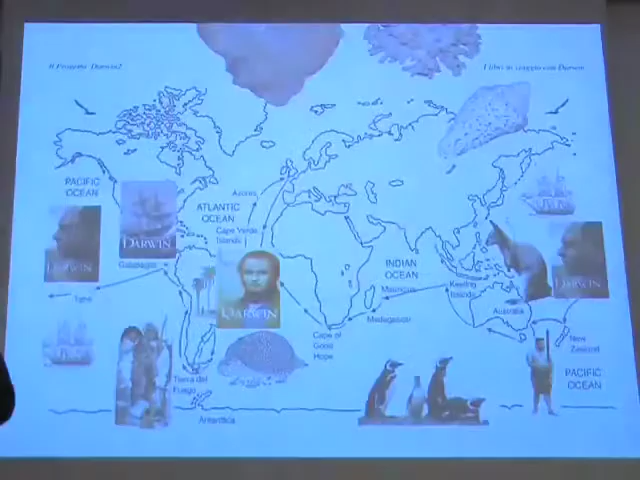 Il Progetto Darwin2
I libri in viaggio con Darwin
PACIFIC
OCEAN
DARWIN
Azores
ATLANTIC
OCEAN
Cape Verde
Islands
DARWIN
Galapagos
DARWIN
INDIAN
OCEAN
Mauritius
Keeling
Islands
DARWIN
Madagascar
Australia
Cape of
Good
Hope
New
Zealand
PACIFIC
OCEAN
Tierra del
Fuego
Antarctica